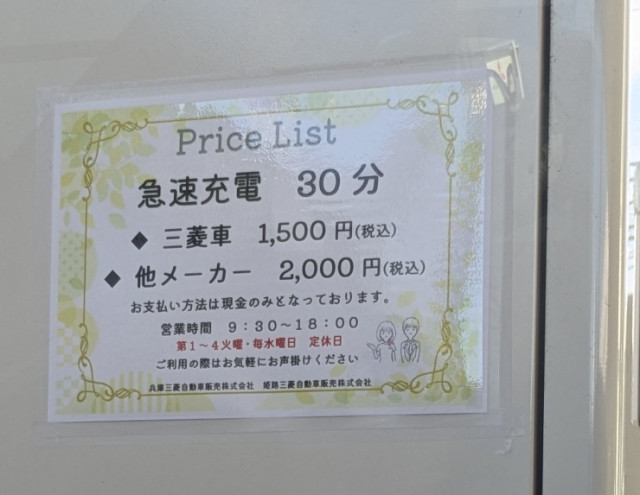 Price List
急速充電 30分
◆ 三菱車 1,500円(税込)
◆ 他メーカー 2,000円(税込)
お支払い方法は現金のみとなっております。
営業時間 9:30～18:00
第1～4火曜・毎水曜日 定休日
ご利用の際はお気軽にお声掛けください
兵庫三菱自動車販売株式会社 姫路三菱自動車販売株式会社